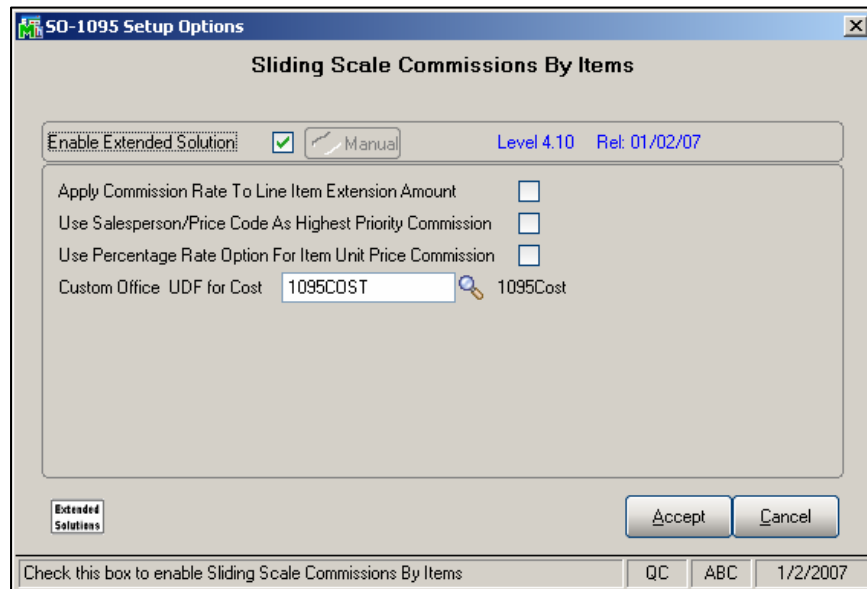 SO-1095 Setup Options
Sliding Scale Commissions By Items
Enable Extended Solution Manual Level 4.10 Rel: 01/02/07
Apply Commission Rate To Line Item Extension Amount
Use Salesperson/Price Code As Highest Priority Commission
Use Percentage Rate Option For Item Unit Price Commission
Custom Office UDF for Cost 1095COST 1095Cost
Extended
Solutions
Accept Cancel
Check this box to enable Sliding Scale Commissions By Items QC ABC 1/2/2007